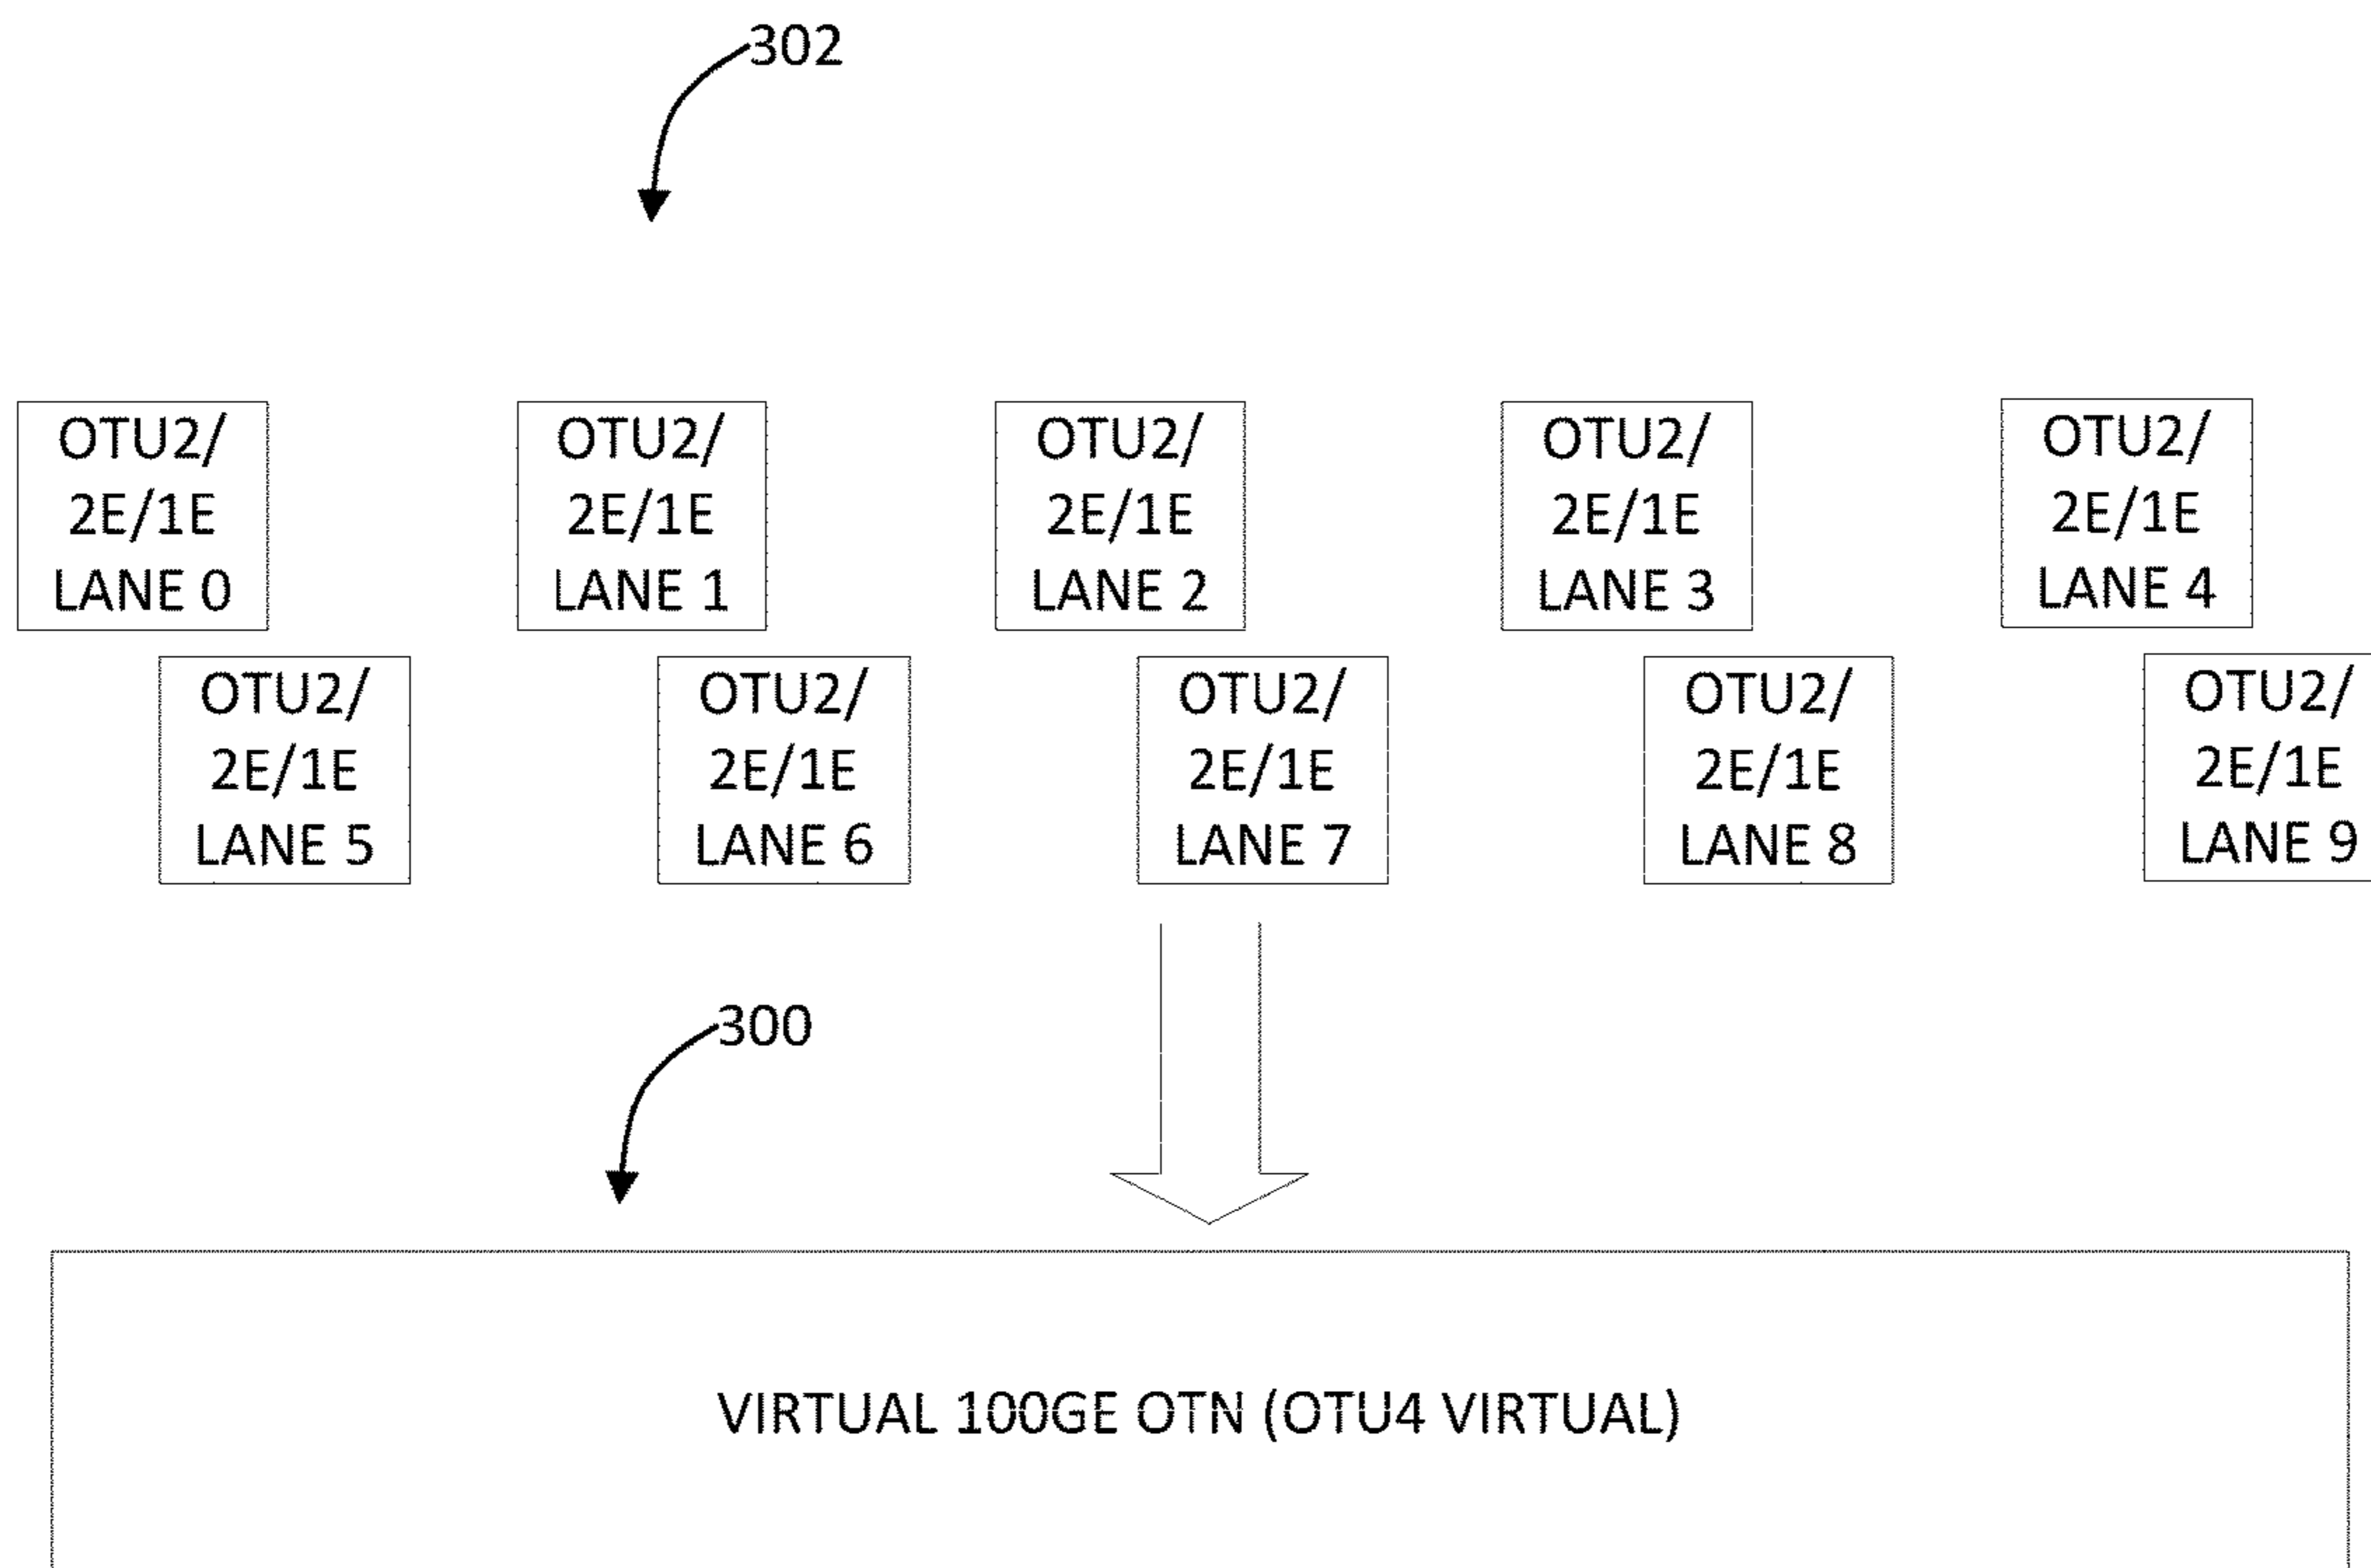 302
OTU2/
2E/1E
LANE 0
OTU2/
2E/1E
LANE 1
OTU2/
2E/1E
LANE 2
OTU2/
2E/1E
LANE 3
OTU2/
2E/1E
LANE 4
OTU2/
2E/1E
LANE 5
OTU2/
2E/1E
LANE 6
OTU2/
2E/1E
LANE 7
OTU2/
2E/1E
LANE 8
OTU2/
2E/1E
LANE 9
300
VIRTUAL 100GE OTN (OTU4 VIRTUAL)